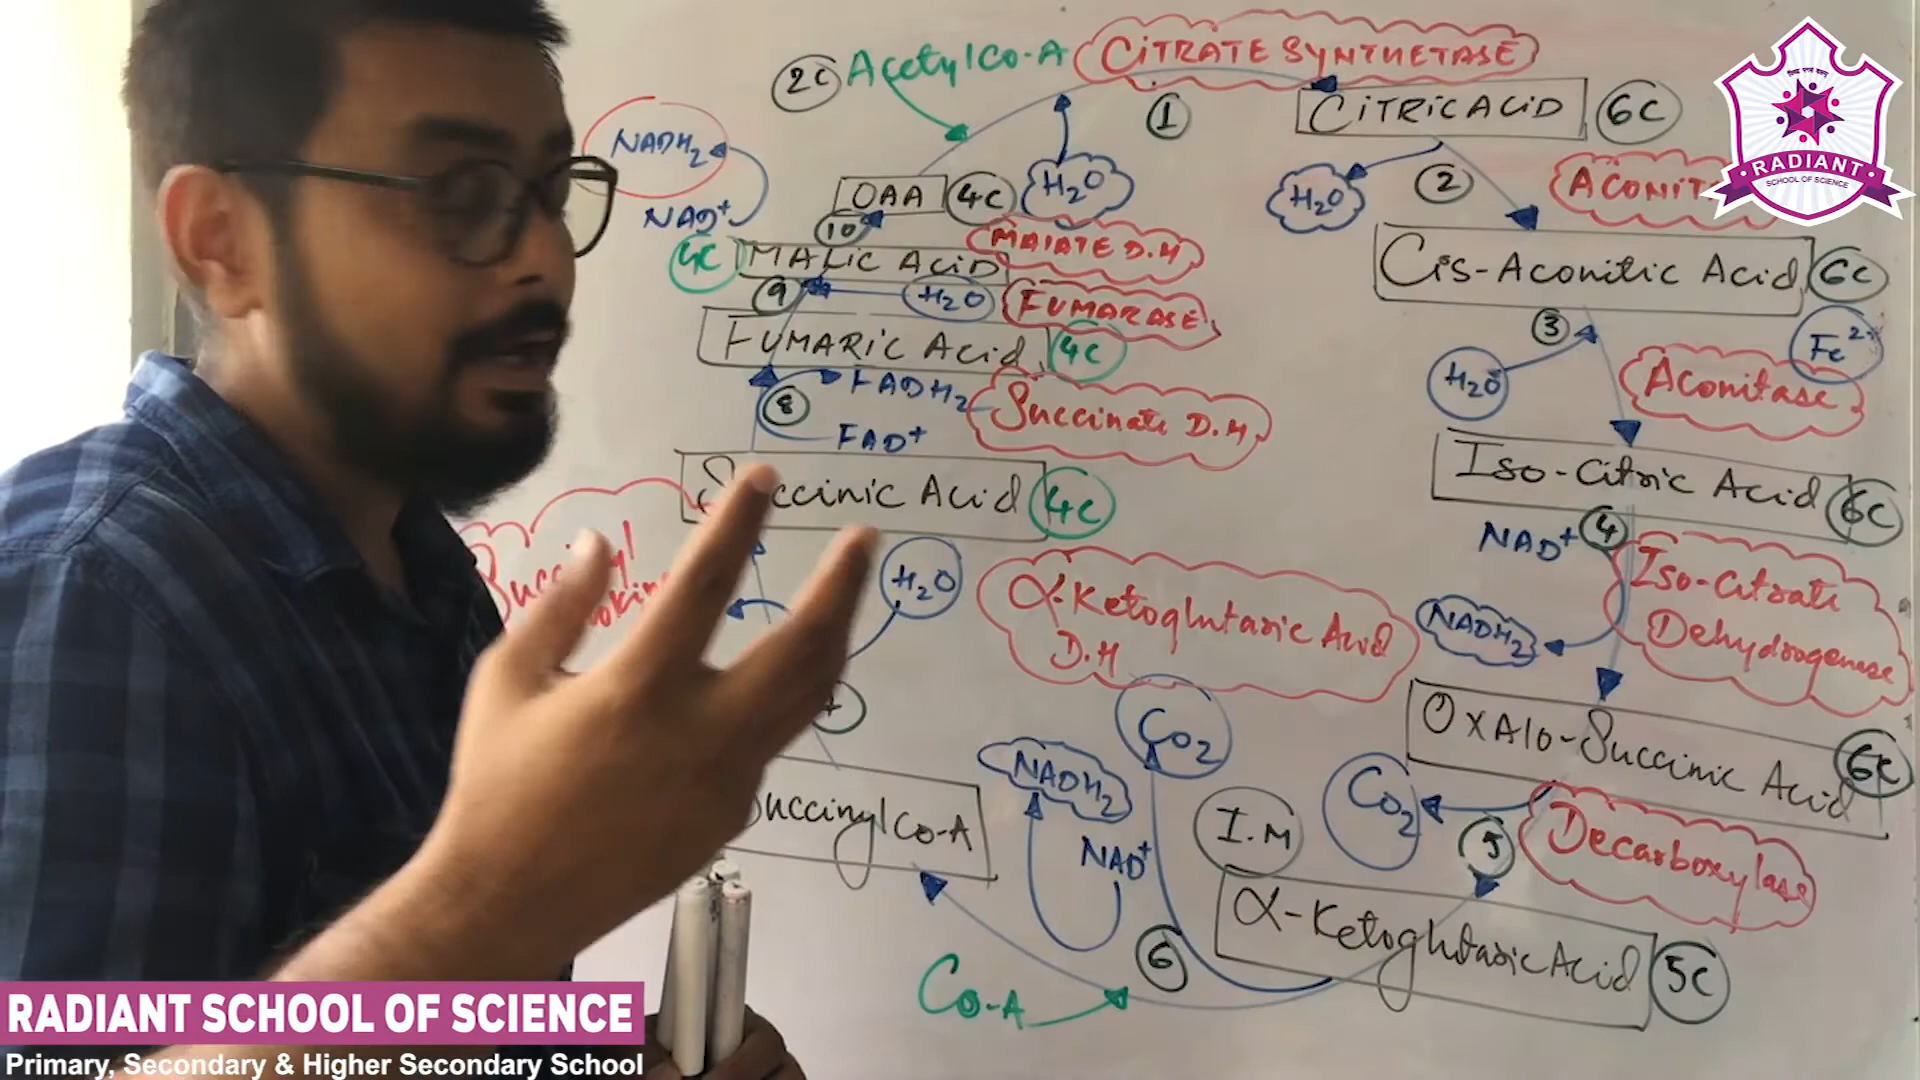 2C Acetyl Co-A
CITRATE SYNTHETASE
1
CITRIC ACID
6C
NADH2
NAD+
OAA
4C
H2O
H2O
2
RADIANT
SCHOOL OF SCIENCE
10
MALATE D.H
4C
MALIC ACID
Cis-Aconitic Acid
6C
9
H2O
FUMARASE
3
Fe2+
FUMARIC Acid
4C
H2O
Aconitase
8
FADH2
FAD+
Succinate D.H
Iso-Citric Acid
6C
ccinic Acid
4C
NAD+
4
Iso-Citrate
Dehydrogenase
H2O
α-Ketoglutaric Acid
D.H
NADH2
CO2
OXAlO-Succinic Acid
6C
NADH2
CO2
5
Decarboxylase
uccinyl Co-A
NAD+
I.M
α-Ketoglutaric Acid
5C
6
Co-A
RADIANT SCHOOL OF SCIENCE
Primary, Secondary & Higher Secondary School